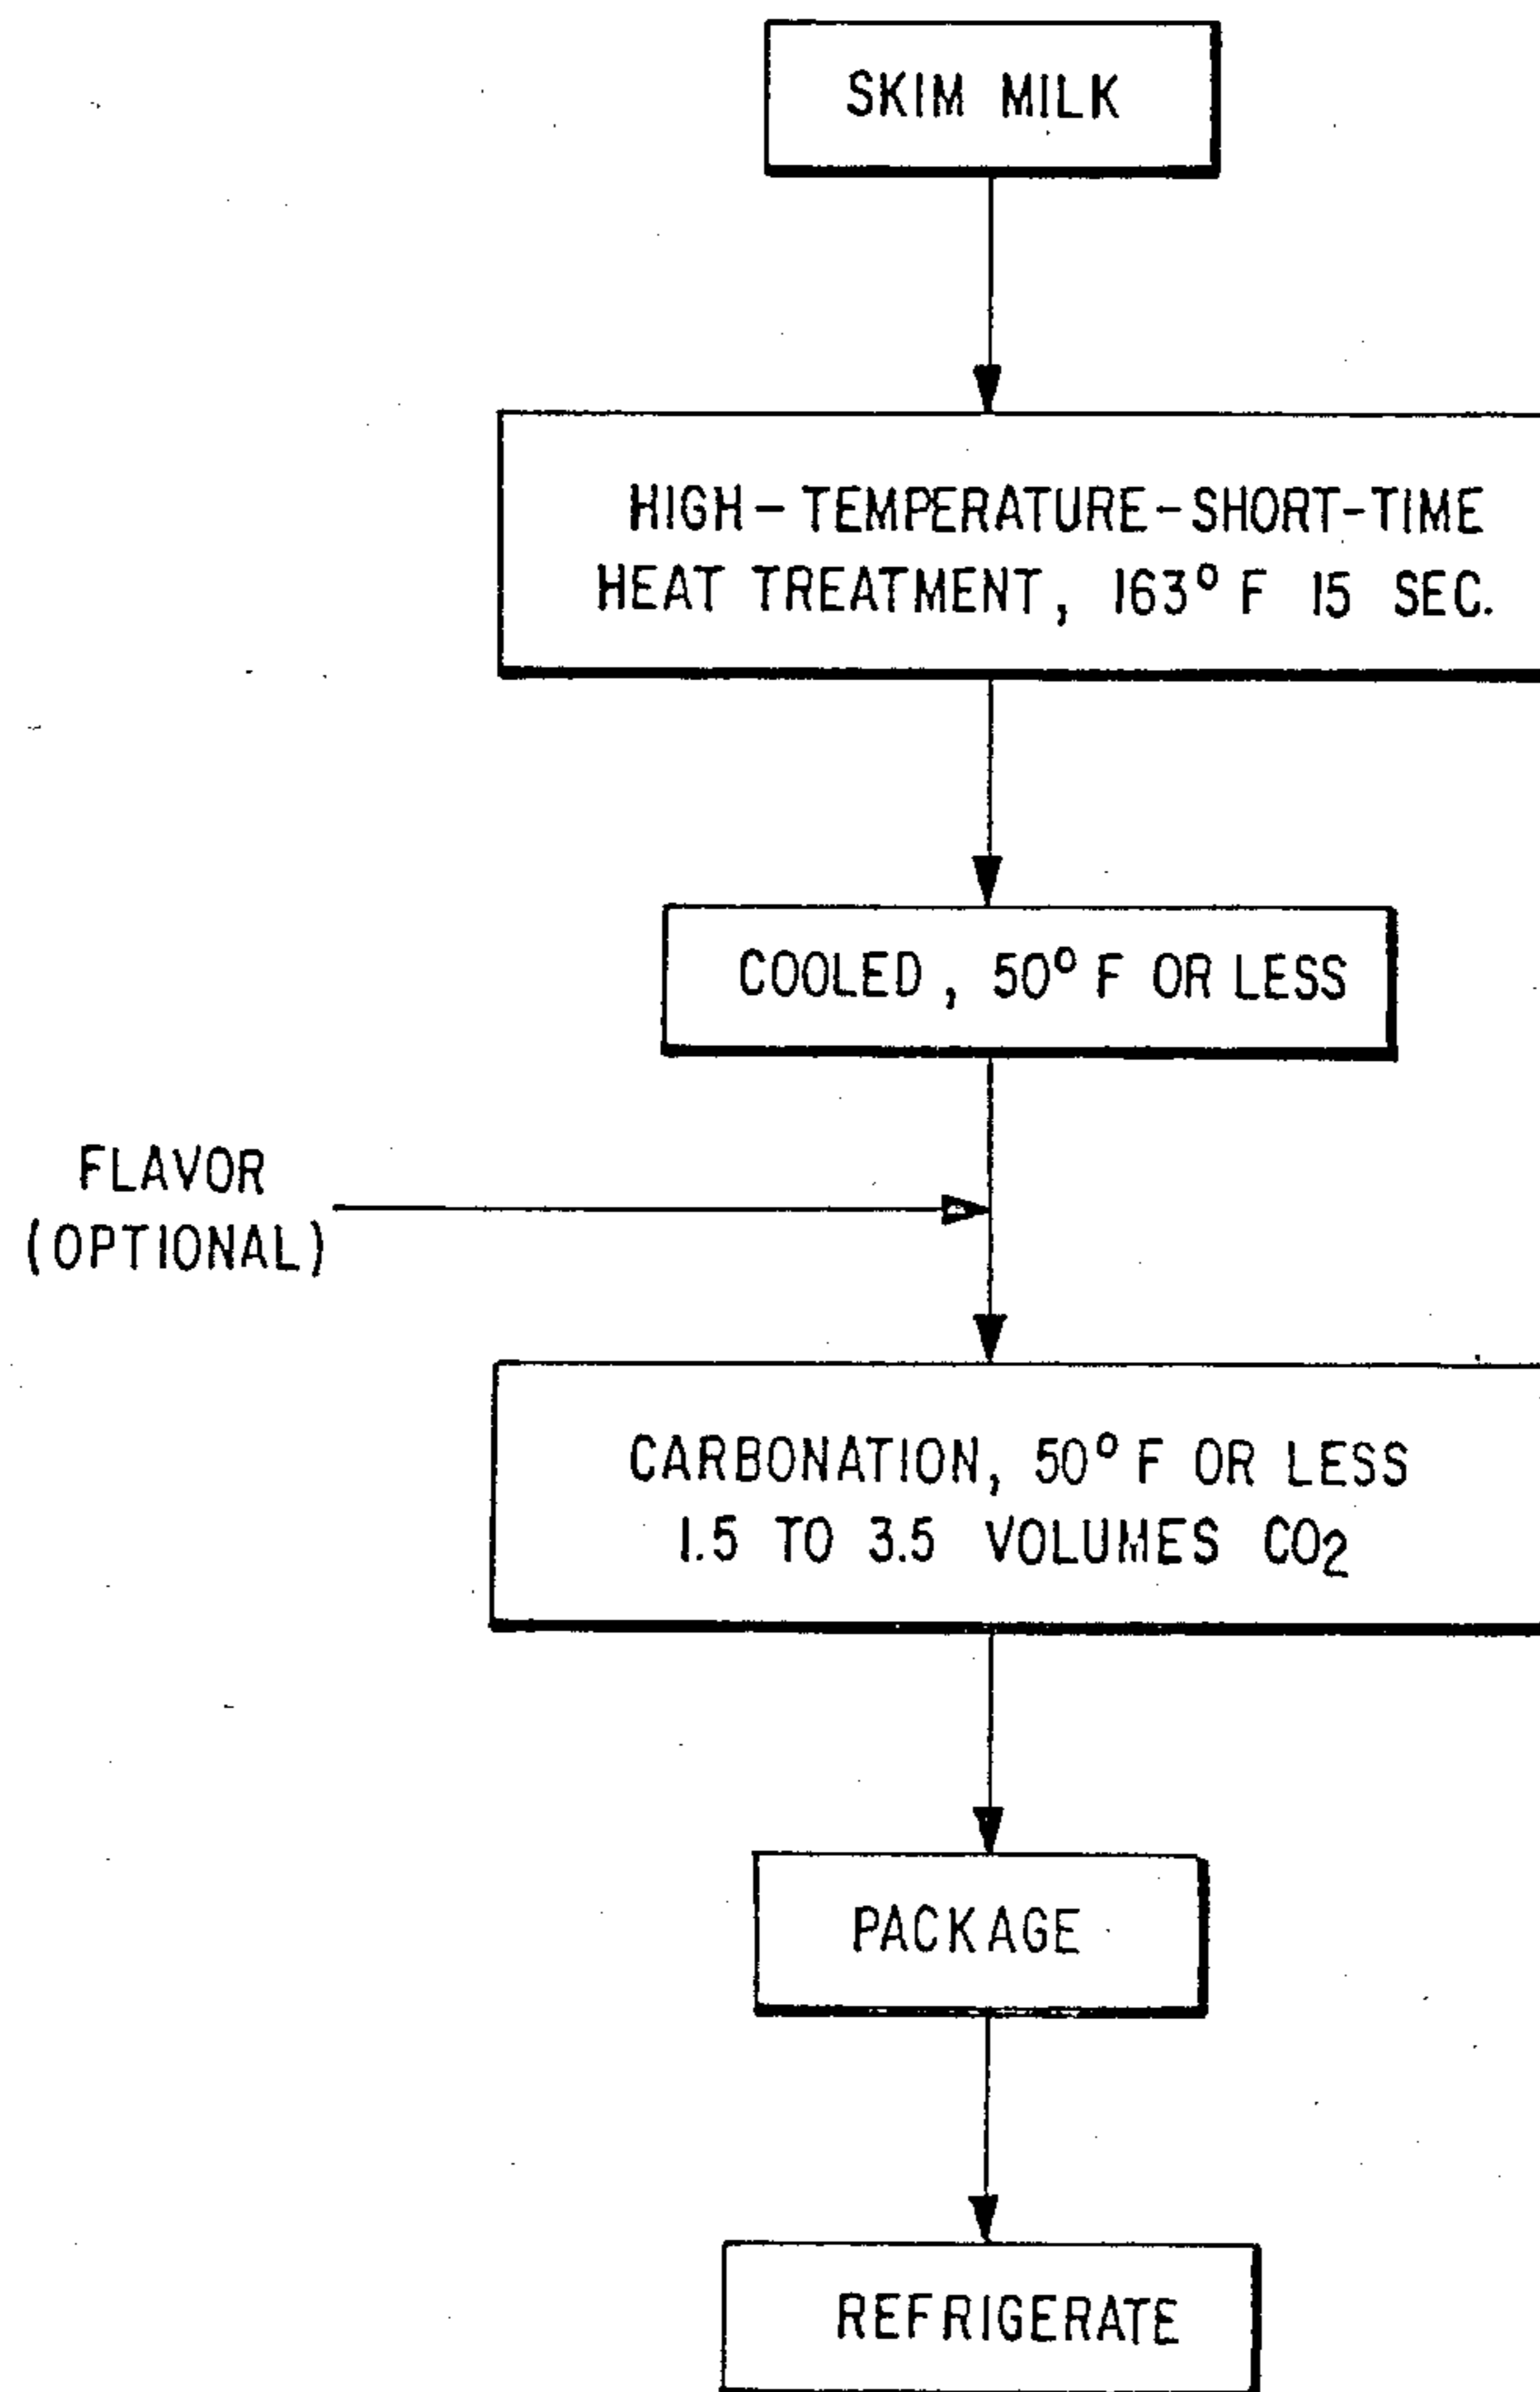 SKIM MILK
HIGH-TEMPERATURE-SHORT-TIME
HEAT TREATMENT, 163° F 15 SEC.
COOLED, 50° F OR LESS
FLAVOR
(OPTIONAL)
CARBONATION, 50° F OR LESS
1.5 TO 3.5 VOLUMES CO₂
PACKAGE
REFRIGERATE